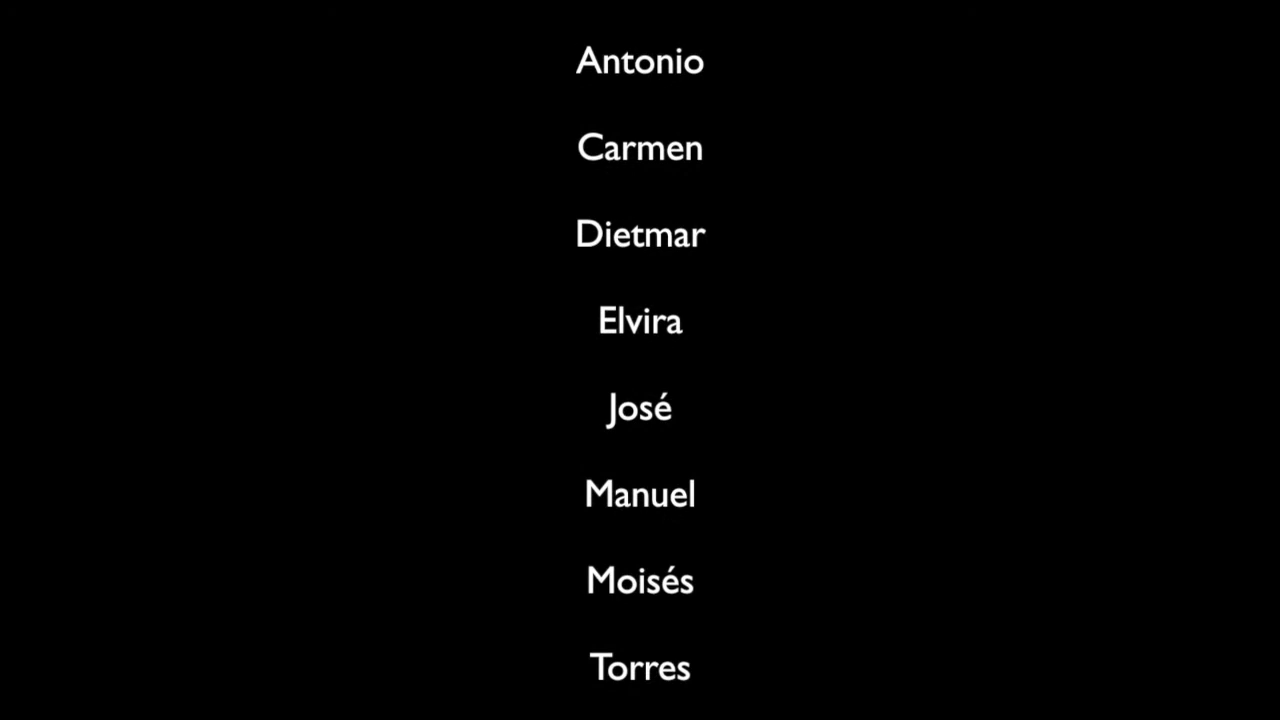 Antonio
Carmen
Dietmar
Elvira
José
Manuel
Moisés
Torres